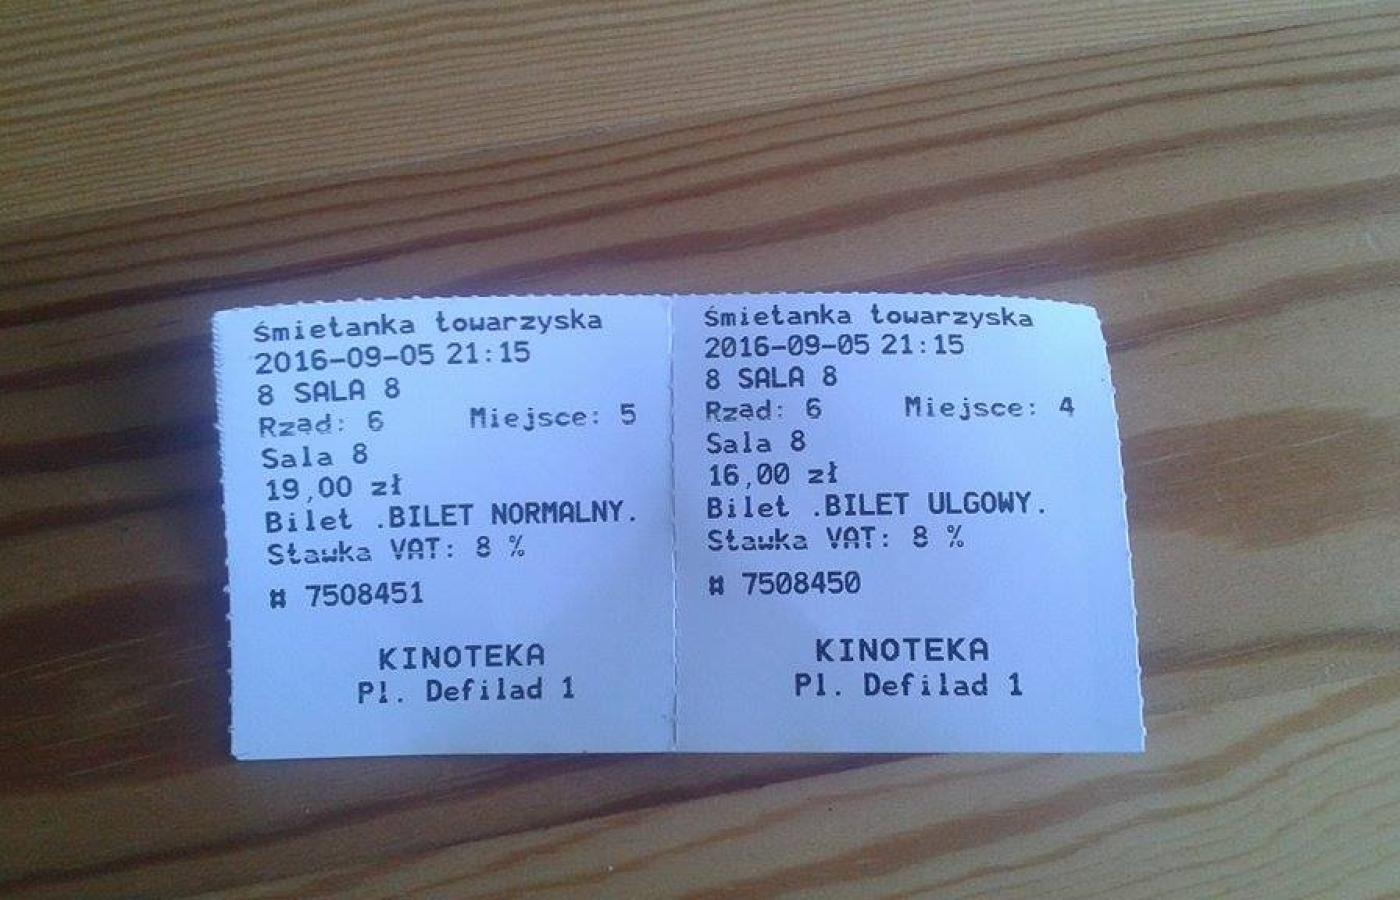 Śmietanka towarzyska
2016-09-05 21:15
8 SALA 8
Rząd: 6 Miejsce: 5
Sala 8
19,00 zł
Bilet .BILET NORMALNY.
Stawka VAT: 8 %
# 7508451
KINOTEKA
Pl. Defilad 1
Śmietanka towarzyska
2016-09-05 21:15
8 SALA 8
Rząd: 6 Miejsce: 4
Sala 8
16,00 zł
Bilet .BILET ULGOWY.
Stawka VAT: 8 %
# 7508450
KINOTEKA
Pl. Defilad 1